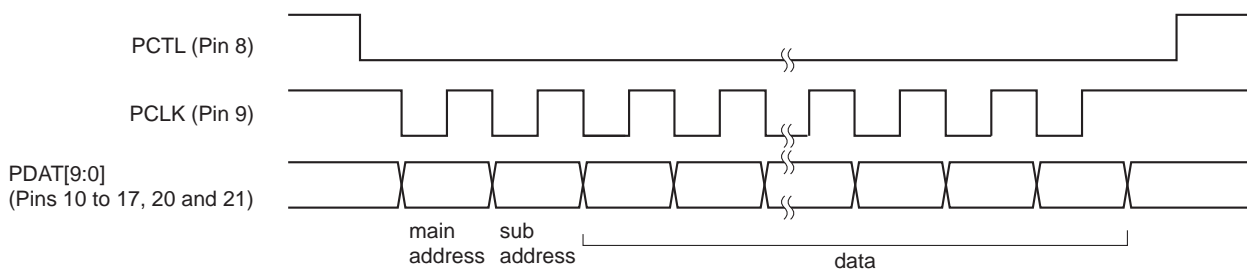 PCTL (Pin 8)
PCLK (Pin 9)
PDAT[9:0]
(Pins 10 to 17, 20 and 21)
main
address
sub
address
data